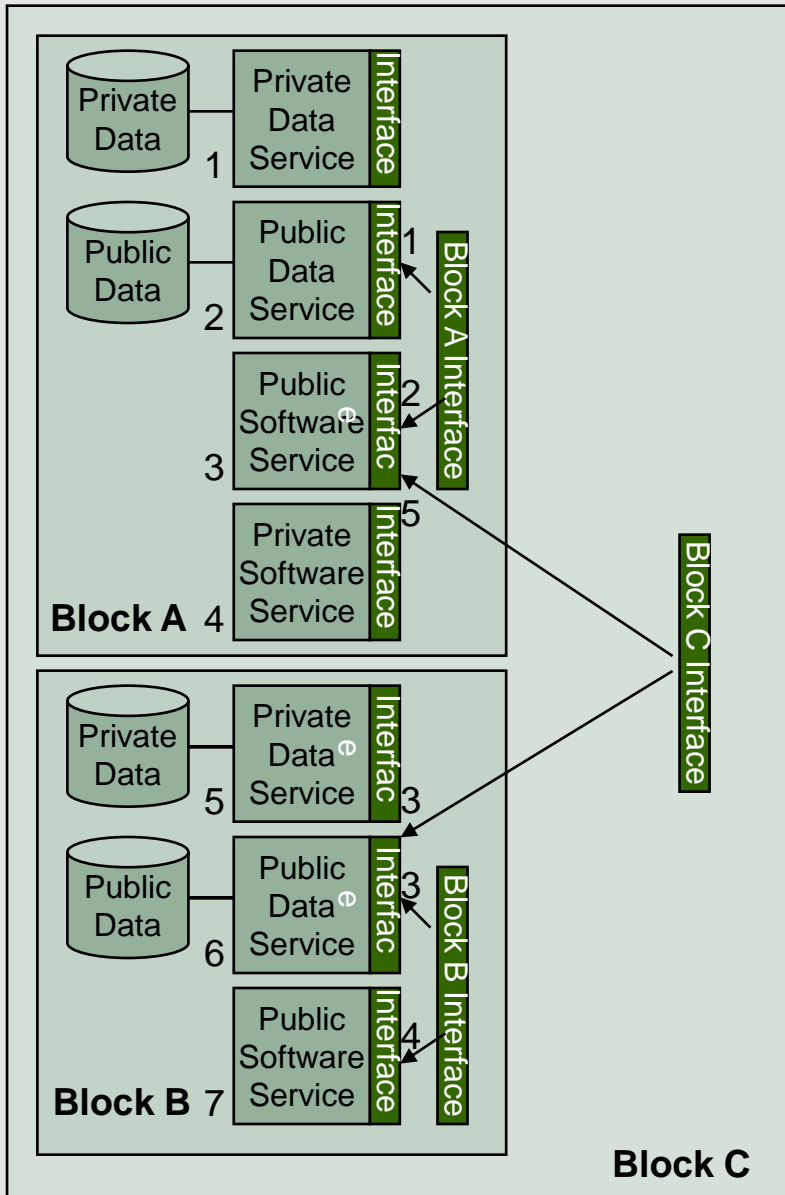 Private
Data
1
Private
Data
Service
Interface
Public
Data
2
Public
Data
Service
Interface
1
Block A Interface
3
Public
Software
Service
Interfac
e
2
Block A
4
Private
Software
Service
Interface
5
Block C Interface
Private
Data
5
Private
Data
Service
Interfac
e
3
Public
Data
6
Public
Data
Service
Interfac
e
3
Block B Interface
Block B
7
Public
Software
Service
Interface
4
Block C